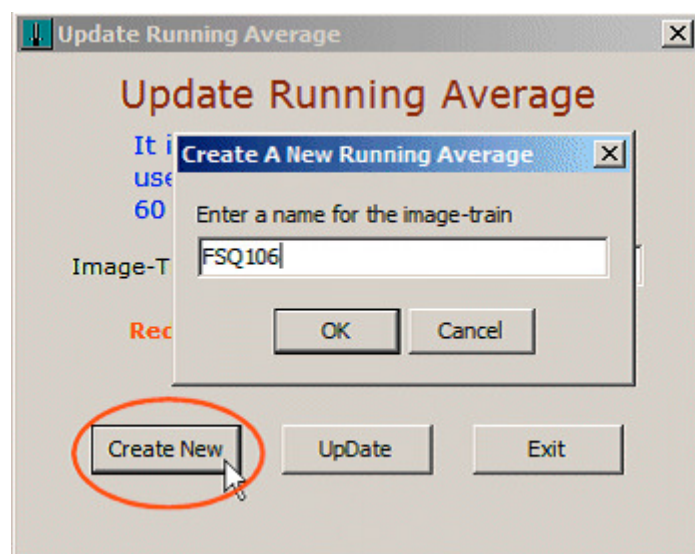 Update Running Average
Update Running Average
It i
use
60
Create A New Running Average
Enter a name for the image-train
FSQ106
Image-T
Rec
OK Cancel
Create New UpDate Exit